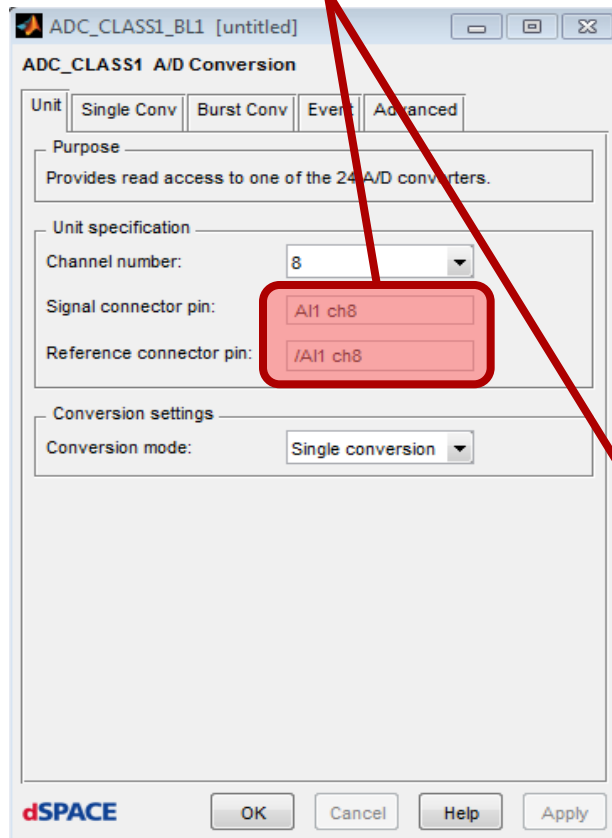 ADC_CLASS1_BL1 [untitled]
ADC_CLASS1 A/D Conversion
Unit Single Conv Burst Conv Event Advanced
Purpose
Provides read access to one of the 24 A/D converters.
Unit specification
Channel number: 8
Signal connector pin: AI1 ch8
Reference connector pin: /AI1 ch8
Conversion settings
Conversion mode: Single conversion
dSPACE OK Cancel Help Apply